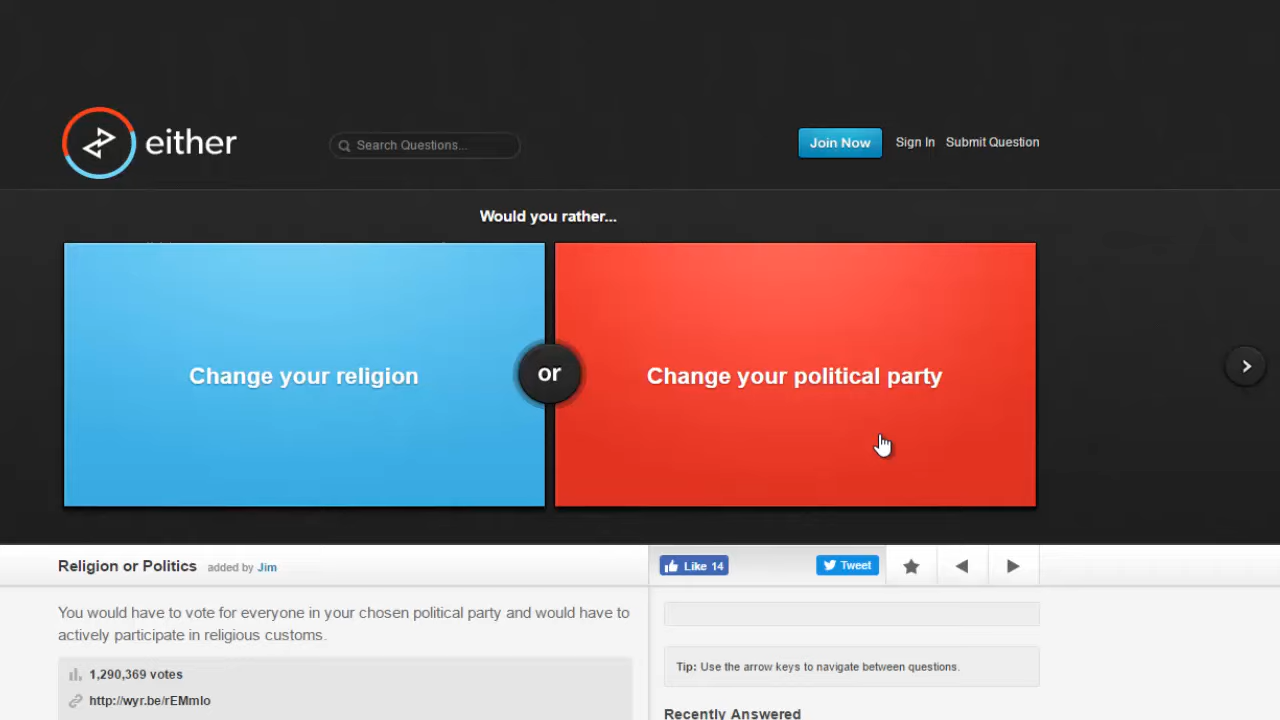 either
Search Questions...
Join Now
Sign In
Submit Question
Would you rather...
Change your religion
or
Change your political party
Religion or Politics added by Jim
Like 14
Tweet
You would have to vote for everyone in your chosen political party and would have to
actively participate in religious customs.
1,290,369 votes
http://wyr.be/rEMmIo
Tip: Use the arrow keys to navigate between questions.
Recently Answered